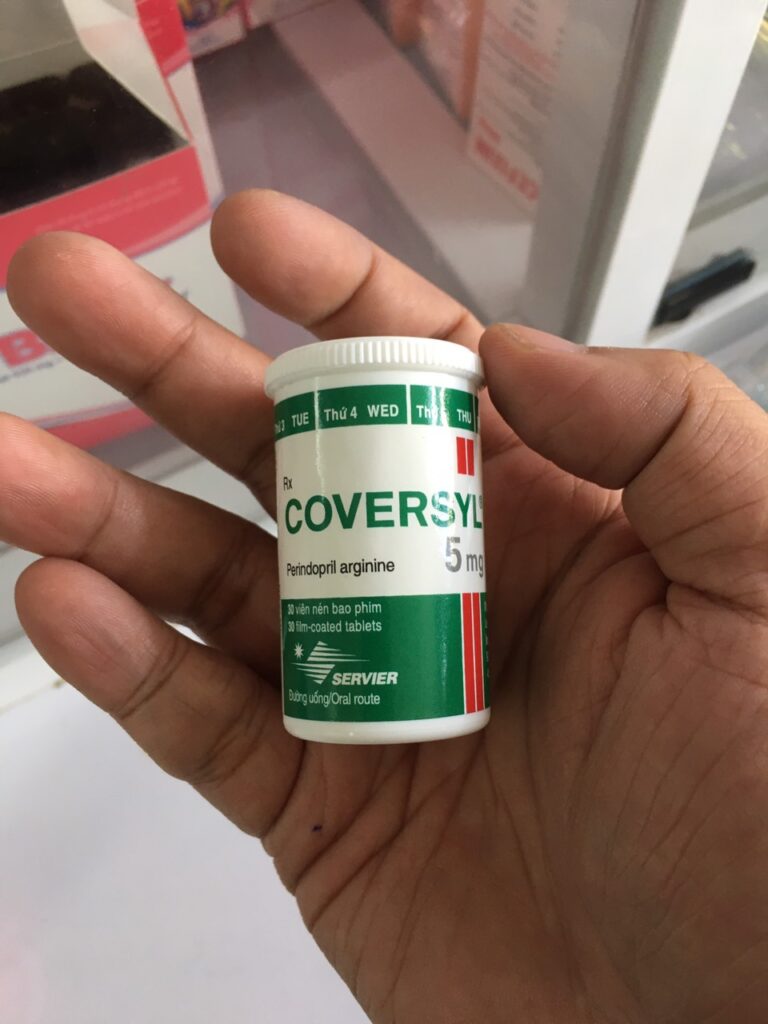 TUE Thứ 4 WED THU
Rx
COVERSYL
5 mg
Perindopril arginine
30 viên nén bao phim
30 film-coated tablets
SERVIER
Đường uống/Oral route